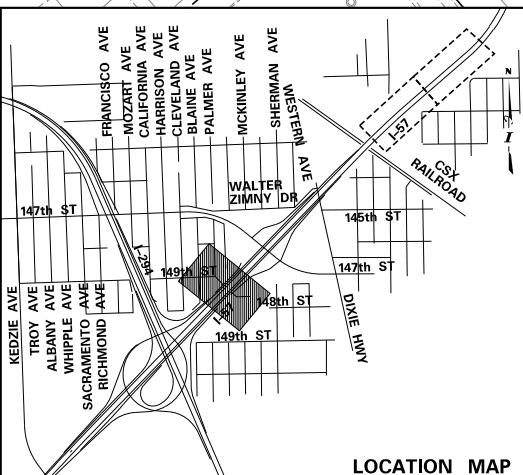 FRANCISCO AVE
MOZART AVE
CALIFORNIA AVE
HARRISON AVE
CLEVELAND AVE
BLAINE AVE
PALMER AVE
MCKINLEY AVE
SHERMAN AVE
WESTERN AVE
I-57
N
CSX
RAILROAD
WALTER
ZIMNY DR
147th ST
145th ST
I-294
149th ST
147th ST
148th ST
I-57
149th ST
KEDZIE AVE
TROY AVE
ALBANY AVE
WHIPPLE AVE
SACRAMENTO AVE
RICHMOND AVE
DIXIE HWY
LOCATION MAP